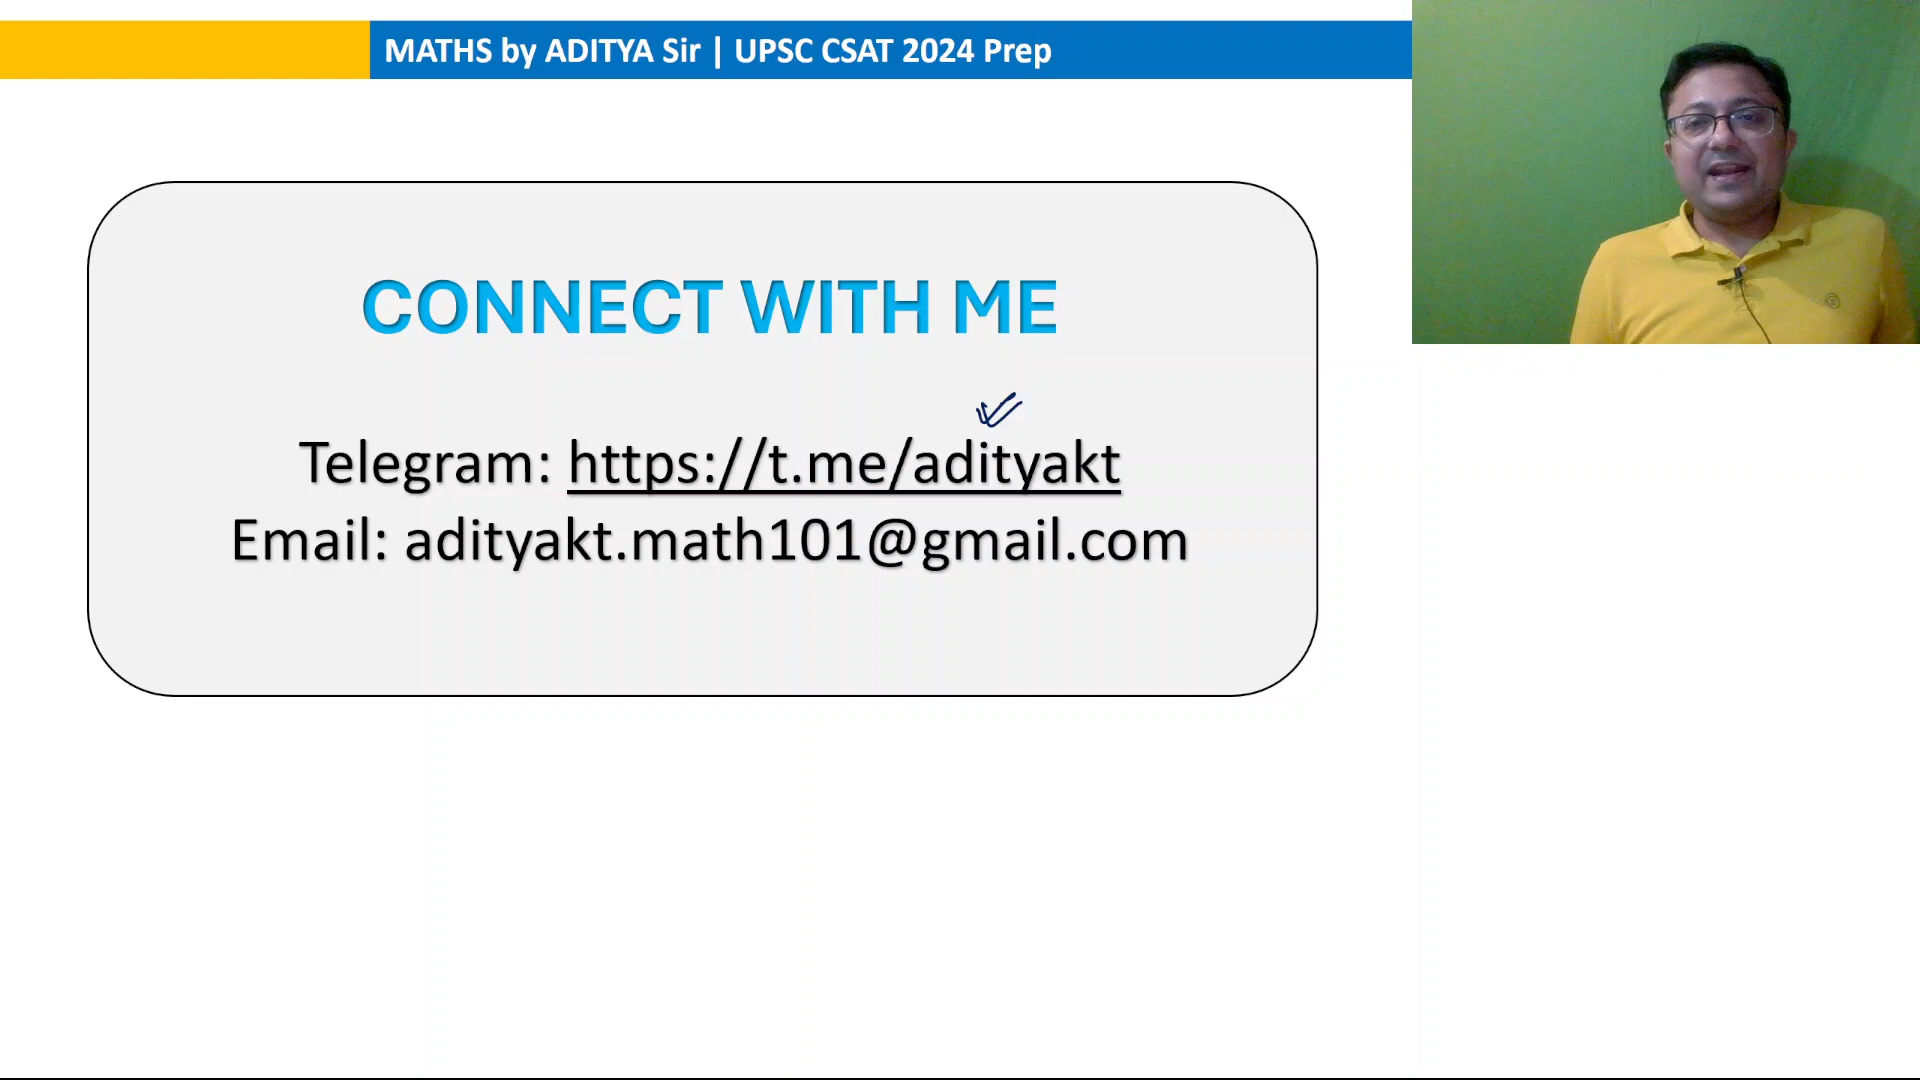 MATHS by ADITYA Sir | UPSC CSAT 2024 Prep
CONNECT WITH ME
Telegram: https://t.me/adityakt
Email: adityakt.math101@gmail.com